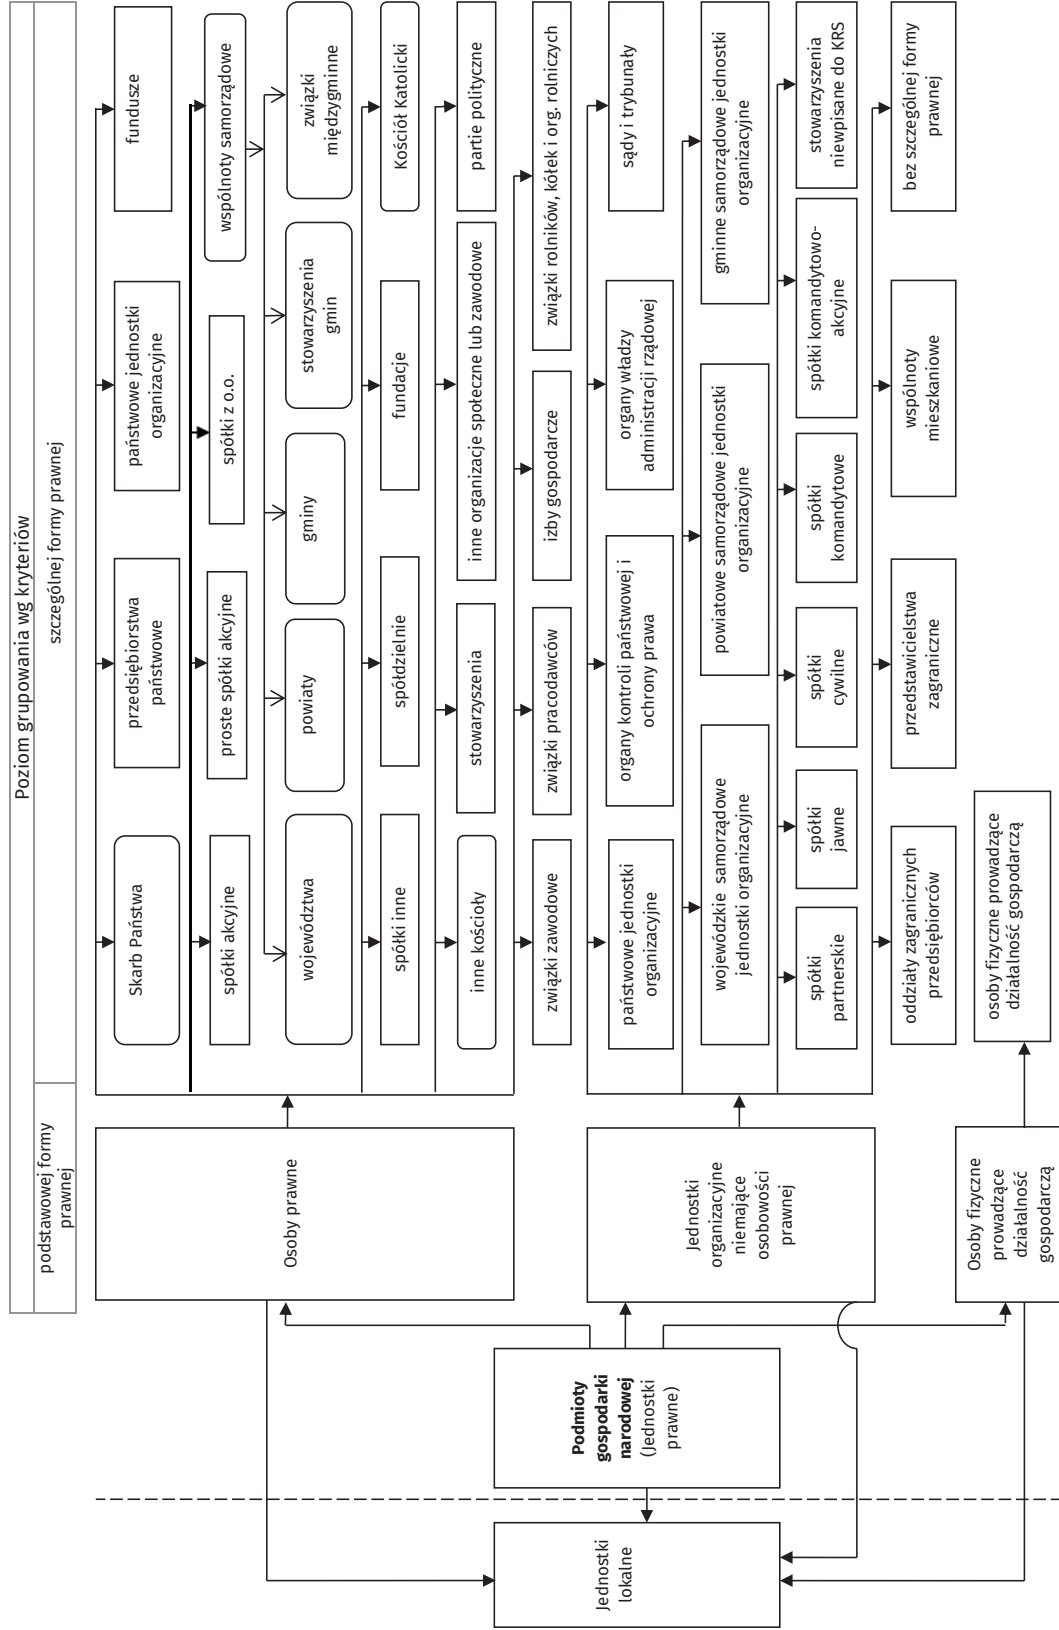 Poziom grupowania wg kryteriów
podstawowej formy
prawnej
szczególnej formy prawnej
Jednostki
lokalne
Podmioty
gospodarki
narodowej
(Jednostki
prawne)
Osoby prawne
Skarb Państwa
przedsiębiorstwa
państwowe
państwowe jednostki
organizacyjne
fundusze
spółki akcyjne
proste spółki akcyjne
spółki z o.o.
wspólnoty samorządowe
województwa
powiaty
gminy
stowarzyszenia
gmin
związki
międzygminne
spółki inne
spółdzielnie
fundacje
Kościół Katolicki
inne kościoły
stowarzyszenia
inne organizacje społeczne lub zawodowe
partie polityczne
związki zawodowe
związki pracodawców
izby gospodarcze
związki rolników, kółek i org. rolniczych
Jednostki
organizacyjne
niemające
osobowości
prawnej
państwowe jednostki
organizacyjne
organy kontroli państwowej i
ochrony prawa
organy władzy
administracji rządowej
sądy i trybunały
wojewódzkie samorządowe
jednostki organizacyjne
powiatowe samorządowe jednostki
organizacyjne
gminne samorządowe jednostki
organizacyjne
spółki
partnerskie
spółki
jawne
spółki
cywilne
spółki
komandytowe
spółki komandytowo-
akcyjne
stowarzyszenia
niewpisane do KRS
oddziały zagranicznych
przedsiębiorców
przedstawicielstwa
zagraniczne
wspólnoty
mieszkaniowe
bez szczególnej formy
prawnej
Osoby fizyczne
prowadzące
działalność
gospodarczą
osoby fizyczne prowadzące
działalność gospodarczą